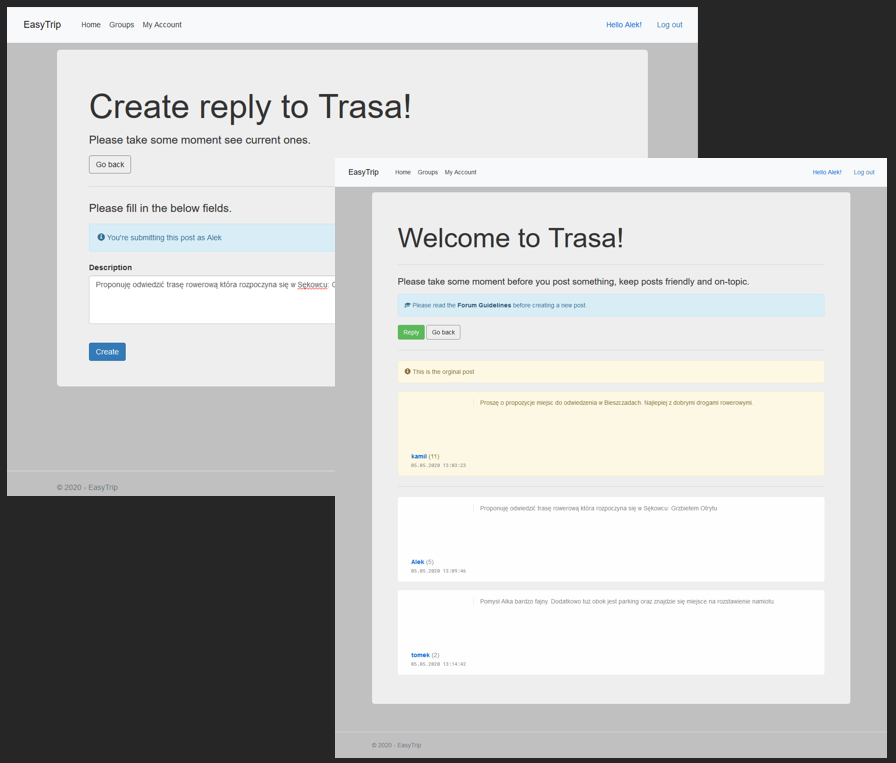 EasyTrip Home Groups My Account Hello Alek! Log out
Create reply to Trasa!
Please take some moment see current ones.
Go back
Please fill in the below fields.
You're submitting this post as Alek
Description
Proponuję odwiedzić trasę rowerową która rozpoczyna się w Sękowcu:
Create
© 2020 - EasyTrip
EasyTrip Home Groups My Account Hello Alek! Log out
Welcome to Trasa!
Please take some moment before you post something, keep posts friendly and on-topic.
Please read the Forum Guidelines before creating a new post.
Reply Go back
This is the orginal post
Proszę o propozycje miejsc do odwiedzenia w Bieszczadach. Najlepiej z dobrymi drogami rowerowymi.
kamil (11)
05.05.2020 13:03:23
Proponuję odwiedzić trasę rowerową która rozpoczyna się w Sękowcu: Grzbietem Otrytu
Alek (5)
05.05.2020 13:09:46
Pomysł Alka bardzo fajny. Dodatkowo tuż obok jest parking oraz znajdzie się miejsce na rozstawienie namiotu.
tomek (2)
05.05.2020 13:14:42
© 2020 - EasyTrip